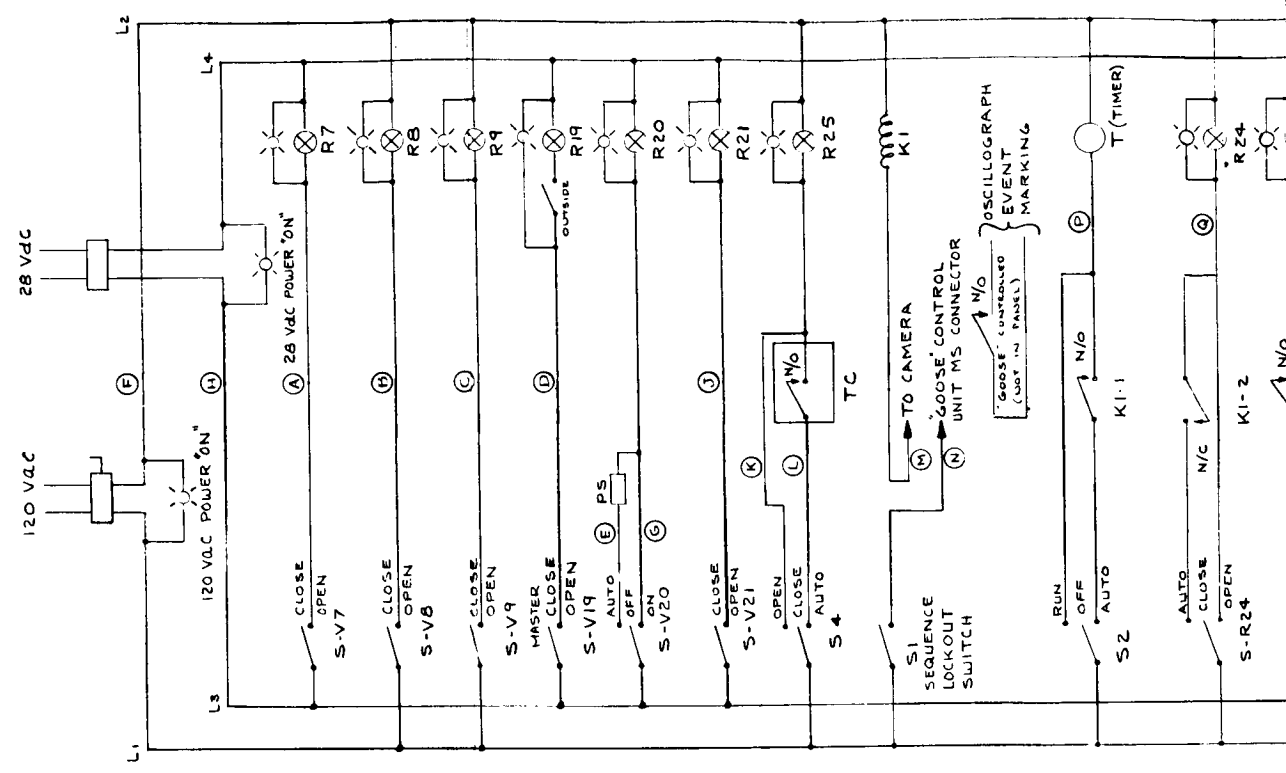 L2
L4
28 VdC
120 VaC
F
H
28 VdC POWER "ON"
120 VaC POWER "ON"
L3
L1
A
CLOSE
OPEN
S-V7
R7
B
CLOSE
OPEN
S-V8
R8
C
CLOSE
OPEN
S-V9
R9
D
MASTER
CLOSE
OPEN
S-V19
OUTSIDE
R19
E
PS
G
AUTO
OFF
ON
S-V20
R20
J
CLOSE
OPEN
S-V21
R21
K
L
OPEN
CLOSE
AUTO
S4
N/O
TC
R25
K1
S1
SEQUENCE
LOCKOUT
SWITCH
M
TO CAMERA
N
"GOOSE" CONTROL
UNIT MS CONNECTOR
N/O
"GOOSE" CONTROLLED
(NOT IN PANEL)
OSCILLOGRAPH
EVENT
MARKING
RUN
OFF
AUTO
S2
N/O
K1-1
P
T (TIMER)
AUTO
CLOSE
OPEN
S-R24
N/C
K1-2
Q
R24
N/O